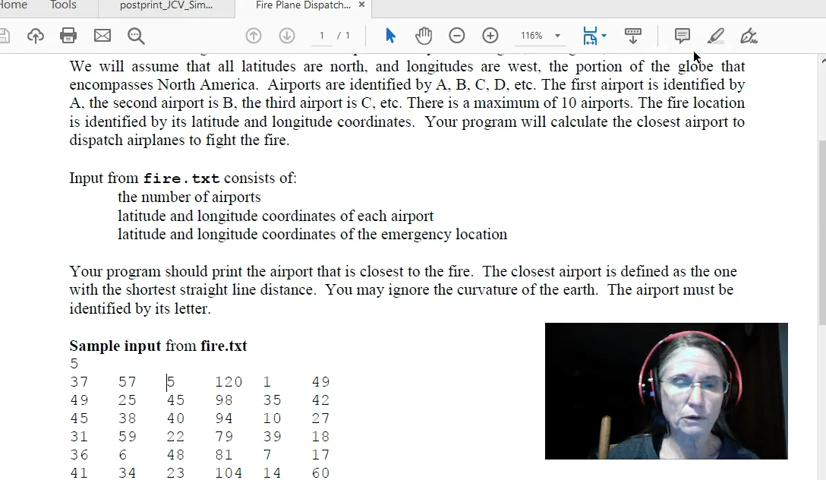 Home Tools postprint_JCV_Sim... Fire Plane Dispatch... ×
1 / 1 116%
We will assume that all latitudes are north, and longitudes are west, the portion of the globe that
encompasses North America. Airports are identified by A, B, C, D, etc. The first airport is identified by
A, the second airport is B, the third airport is C, etc. There is a maximum of 10 airports. The fire location
is identified by its latitude and longitude coordinates. Your program will calculate the closest airport to
dispatch airplanes to fight the fire.
Input from fire.txt consists of:
the number of airports
latitude and longitude coordinates of each airport
latitude and longitude coordinates of the emergency location
Your program should print the airport that is closest to the fire. The closest airport is defined as the one
with the shortest straight line distance. You may ignore the curvature of the earth. The airport must be
identified by its letter.
Sample input from fire.txt
5
37 57 5 120 1 49
49 25 45 98 35 42
45 38 40 94 10 27
31 59 22 79 39 18
36 6 48 81 7 17
41 34 23 104 14 60